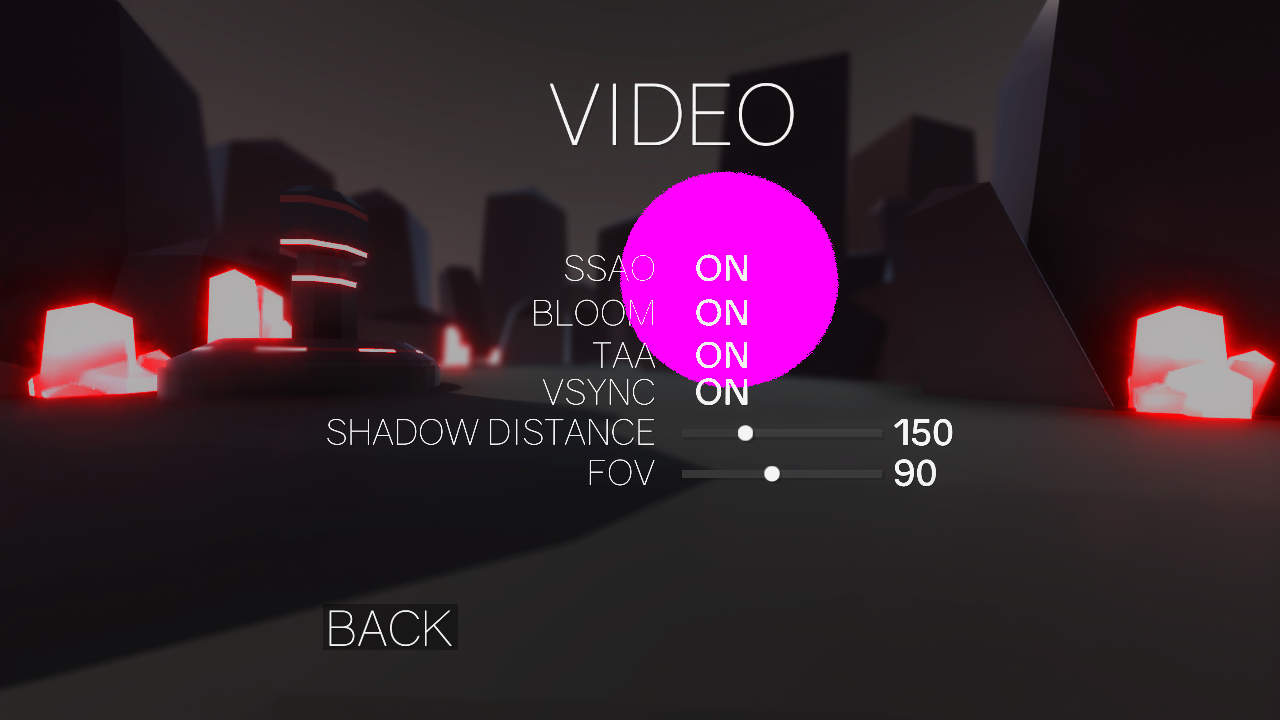 VIDEO
SSAO ON
BLOOM ON
TAA ON
VSYNC ON
SHADOW DISTANCE 150
FOV 90
BACK